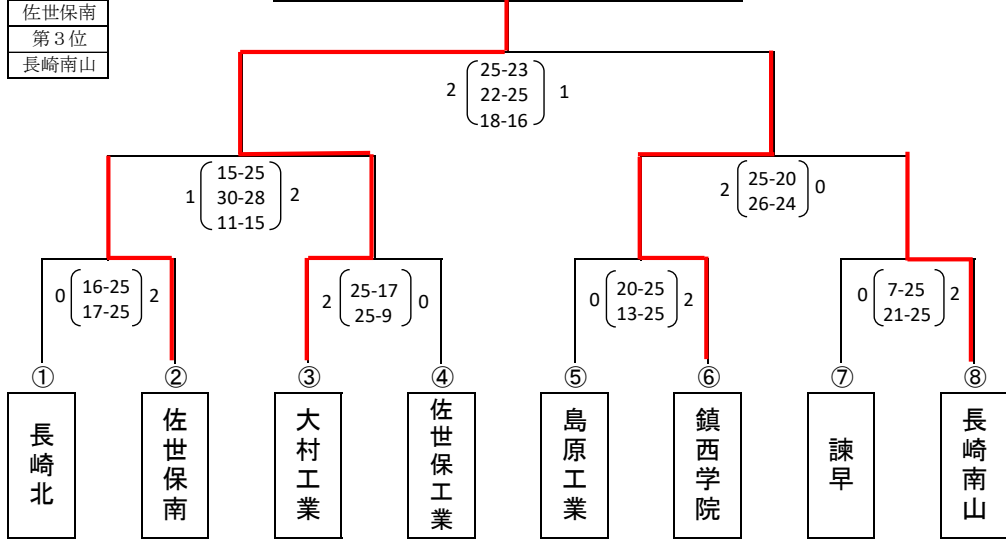 佐世保南
第3位
長崎南山
2 25-23 1
22-25
18-16
1 15-25 2
30-28
11-15
2 25-20 0
26-24
0 16-25 2
17-25
2 25-17 0
25-9
0 20-25 2
13-25
0 7-25 2
21-25
① ② ③ ④ ⑤ ⑥ ⑦ ⑧
長崎北
佐世保南
大村工業
佐世保工業
島原工業
鎮西学院
諫早
長崎南山